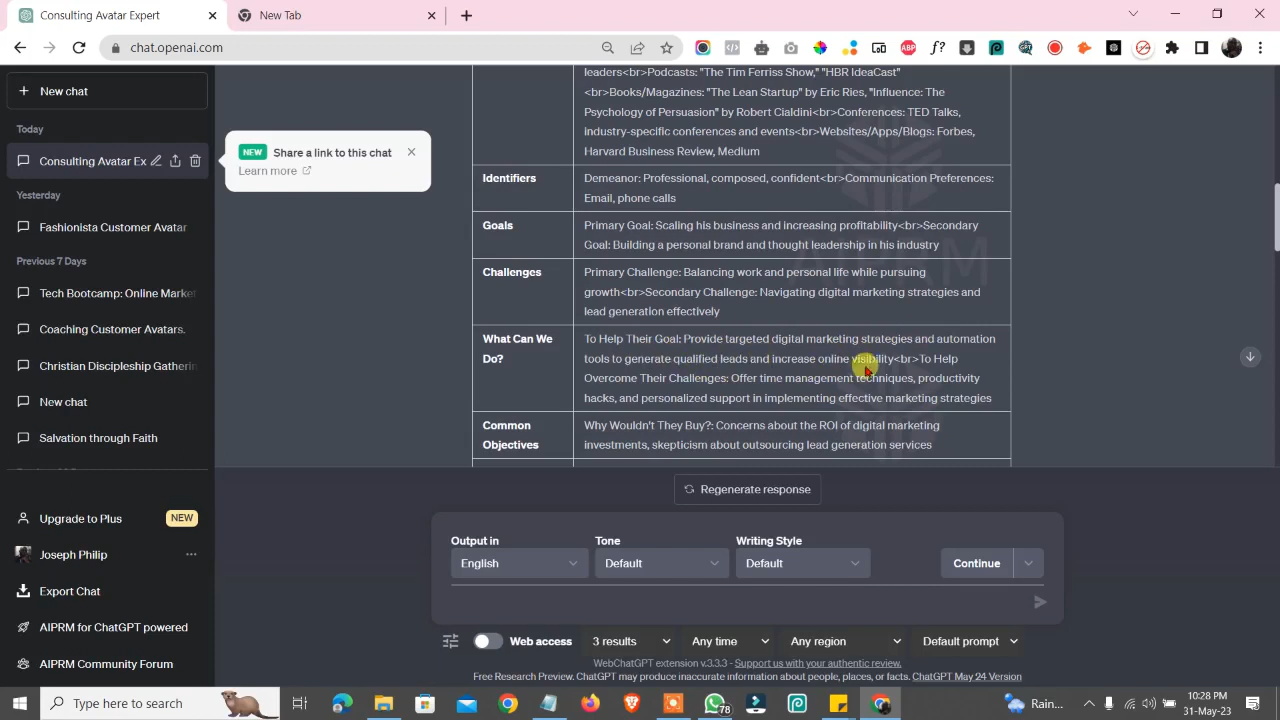 Consulting Avatar Expert
New Tab
chat.openai.com
ABP
f?
New chat
Today
Consulting Avatar Ex
NEW Share a link to this chat
Learn more
Yesterday
Fashionista Customer Avatar
Previous 7 Days
Tech Bootcamp: Online Market
Coaching Customer Avatars.
Christian Discipleship Gatherin
New chat
Salvation through Faith
Upgrade to Plus NEW
Joseph Philip
Export Chat
AIPRM for ChatGPT powered
AIPRM Community Forum
leaders<br>Podcasts: "The Tim Ferriss Show," "HBR IdeaCast"
<br>Books/Magazines: "The Lean Startup" by Eric Ries, "Influence: The
Psychology of Persuasion" by Robert Cialdini<br>Conferences: TED Talks,
industry-specific conferences and events<br>Websites/Apps/Blogs: Forbes,
Harvard Business Review, Medium
Identifiers
Demeanor: Professional, composed, confident<br>Communication Preferences:
Email, phone calls
Goals
Primary Goal: Scaling his business and increasing profitability<br>Secondary
Goal: Building a personal brand and thought leadership in his industry
AIPRM
Challenges
Primary Challenge: Balancing work and personal life while pursuing
growth<br>Secondary Challenge: Navigating digital marketing strategies and
lead generation effectively
What Can We
Do?
To Help Their Goal: Provide targeted digital marketing strategies and automation
tools to generate qualified leads and increase online visibility<br>To Help
Overcome Their Challenges: Offer time management techniques, productivity
hacks, and personalized support in implementing effective marketing strategies
Common
Objectives
Why Wouldn't They Buy?: Concerns about the ROI of digital marketing
investments, skepticism about outsourcing lead generation services
Regenerate response
Output in Tone Writing Style
English Default Default Continue
Web access 3 results Any time Any region Default prompt
WebChatGPT extension v.3.3.3 - Support us with your authentic review.
Free Research Preview. ChatGPT may produce inaccurate information about people, places, or facts. ChatGPT May 24 Version
Type here to search
78
Rain...
10:28 PM
31-May-23